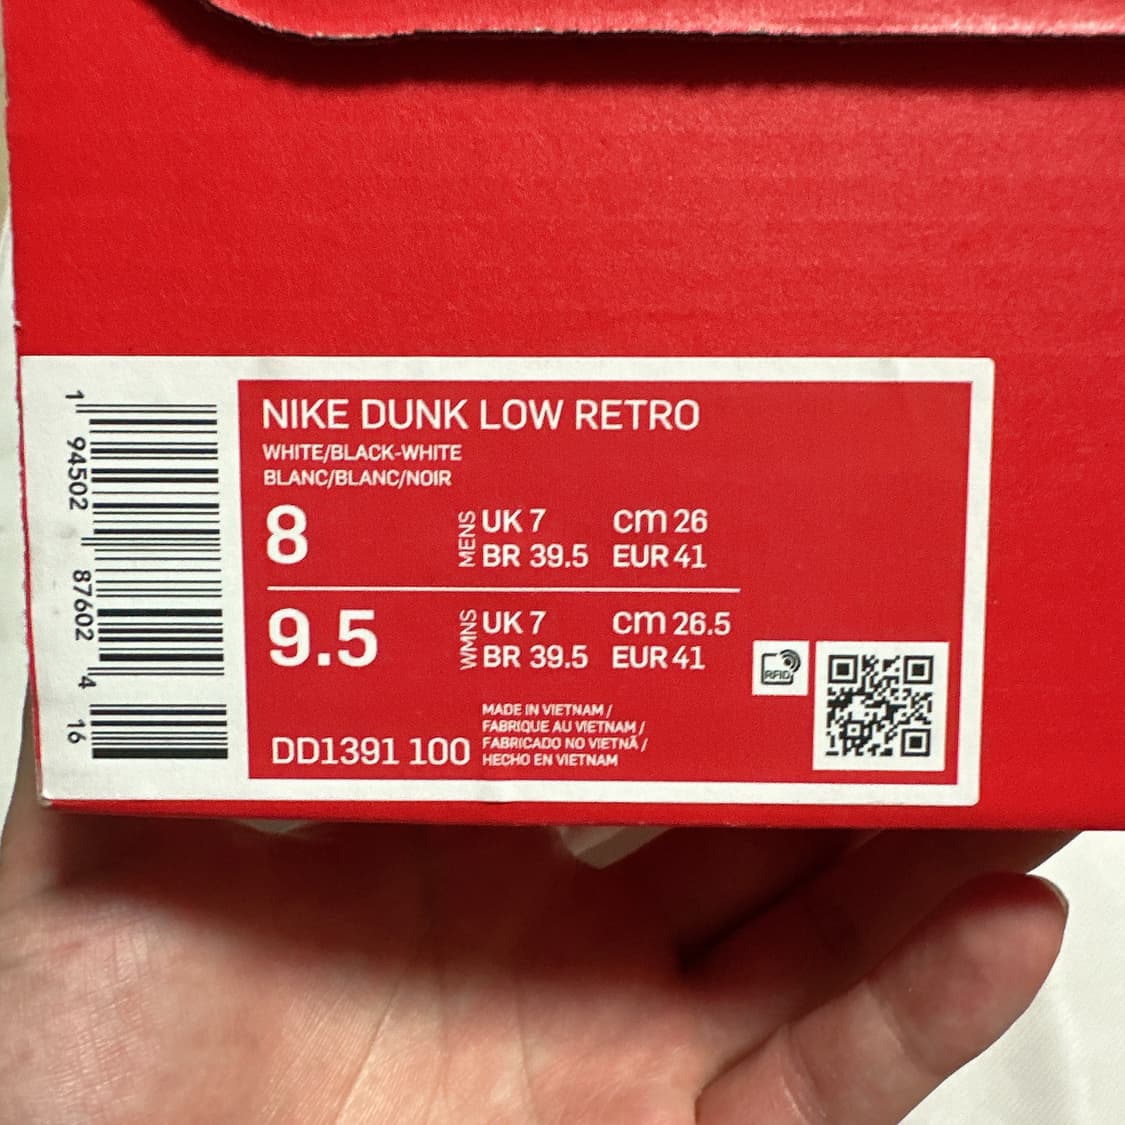 NIKE DUNK LOW RETRO
WHITE/BLACK-WHITE
BLANC/BLANC/NOIR
8 MENS UK 7 cm 26
BR 39.5 EUR 41
9.5 WMNS UK 7 cm 26.5
BR 39.5 EUR 41
RFID
MADE IN VIETNAM /
FABRIQUE AU VIETNAM /
FABRICADO NO VIETNÃ /
HECHO EN VIETNAM
DD1391 100
1 94502 87602 4 16